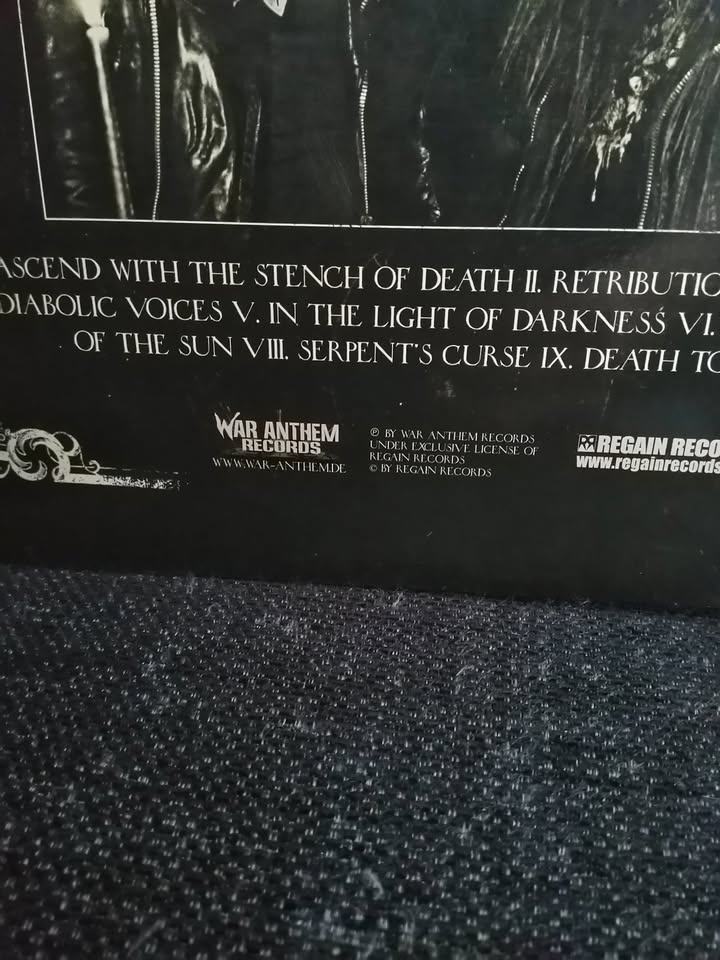 ASCEND WITH THE STENCH OF DEATH II. RETRIBUTIO
DIABOLIC VOICES V. IN THE LIGHT OF DARKNESS VI.
OF THE SUN VIII. SERPENT'S CURSE IX. DEATH TO
WAR ANTHEM
RECORDS
WWW.WAR-ANTHEM.DE
℗ BY WAR ANTHEM RECORDS
UNDER EXCLUSIVE LICENSE OF
REGAIN RECORDS
© BY REGAIN RECORDS
RR REGAIN RECO
www.regainrecords